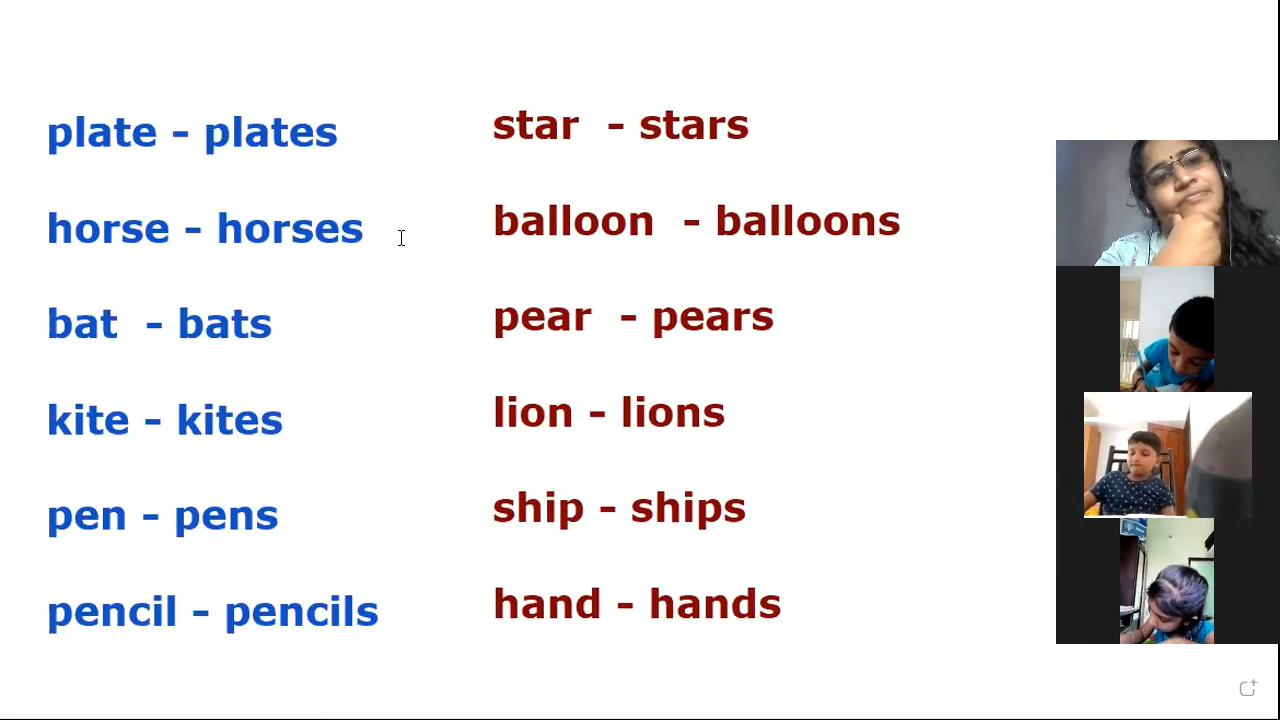 plate - plates
horse - horses
bat - bats
kite - kites
pen - pens
pencil - pencils
star - stars
balloon - balloons
pear - pears
lion - lions
ship - ships
hand - hands